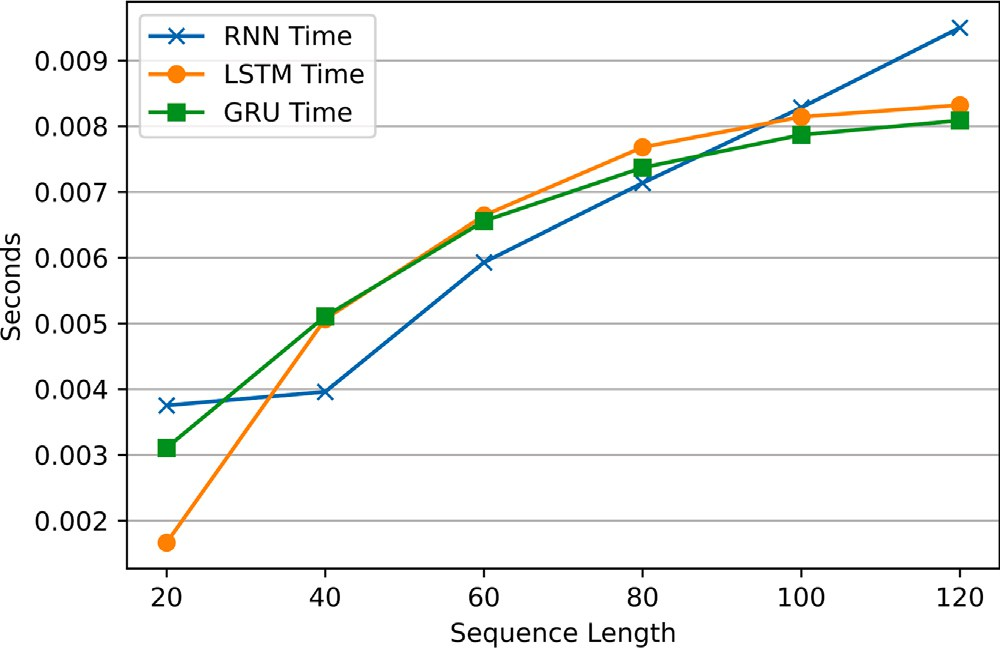 RNN Time
LSTM Time
GRU Time
0.009
0.008
0.007
0.006
0.005
0.004
0.003
0.002
Seconds
20 40 60 80 100 120
Sequence Length